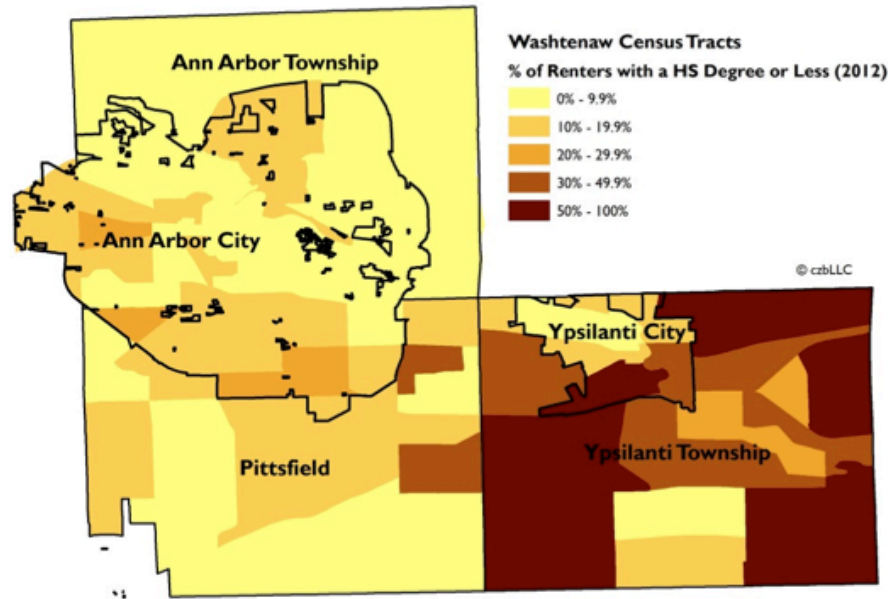 Ann Arbor Township
Washtenaw Census Tracts
% of Renters with a HS Degree or Less (2012)
0% - 9.9%
10% - 19.9%
20% - 29.9%
30% - 49.9%
50% - 100%
Ann Arbor City
© czbLLC
Ypsilanti City
Pittsfield
Ypsilanti Township